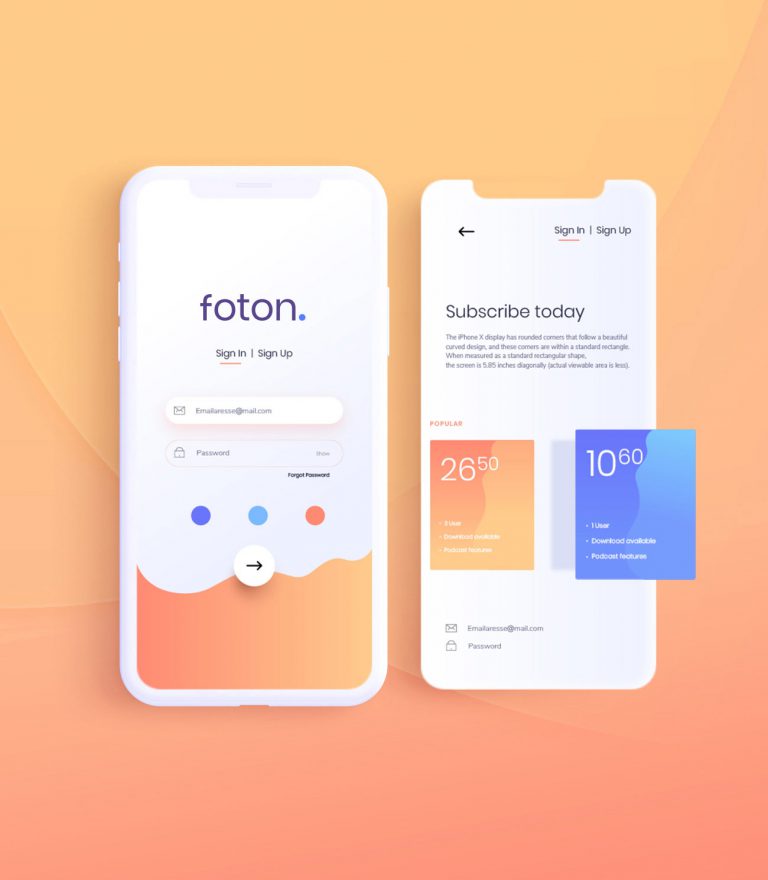 foton.
Sign In | Sign Up
Emailaresse@mail.com
Password
Show
Forgot Password
Sign In | Sign Up
Subscribe today
The iPhone X display has rounded corners that follow a beautiful
curved design, and these corners are within a standard rectangle.
When measured as a standard rectangular shape,
the screen is 5.85 inches diagonally (actual viewable area is less).
POPULAR
26 50
• 3 User
• Download available
• Podcast features
10 60
• 1 User
• Download available
• Podcast features
Emailaresse@mail.com
Password